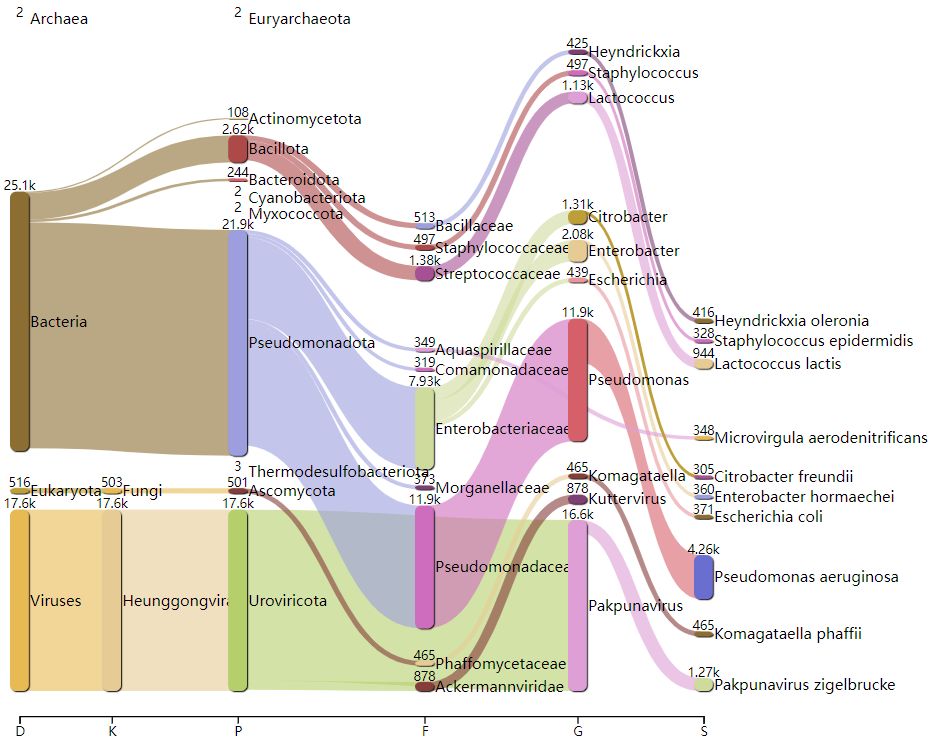 2
Archaea
2
Euryarchaeota
425
Heyndrickxia
497
Staphylococcus
1.13k
Lactococcus
108
Actinomycetota
2.62k
Bacillota
244
Bacteroidota
2
Cyanobacteriota
2
Myxococcota
25.1k
Bacteria
21.9k
Pseudomonadota
513
Bacillaceae
497
Staphylococcaceae
1.38k
Streptococcaceae
1.31k
Citrobacter
2.08k
Enterobacter
439
Escherichia
11.9k
Pseudomonas
416
Heyndrickxia oleronia
328
Staphylococcus epidermidis
944
Lactococcus lactis
349
Aquaspirillaceae
319
Comamonadaceae
7.93k
Enterobacteriaceae
348
Microvirgula aerodenitrificans
3
Thermodesulfobacteriota
373
Morganellaceae
465
Komagataella
878
Kuttervirus
305
Citrobacter freundii
360
Enterobacter hormaechei
371
Escherichia coli
516
Eukaryota
503
Fungi
501
Ascomycota
17.6k
Viruses
17.6k
Heunggongvira
17.6k
Uroviricota
11.9k
Pseudomonadacea
16.6k
Pakpunavirus
4.26k
Pseudomonas aeruginosa
465
Komagataella phaffii
465
Phaffomycetaceae
878
Ackermannviridae
1.27k
Pakpunavirus zigelbrucke
D K P F G S